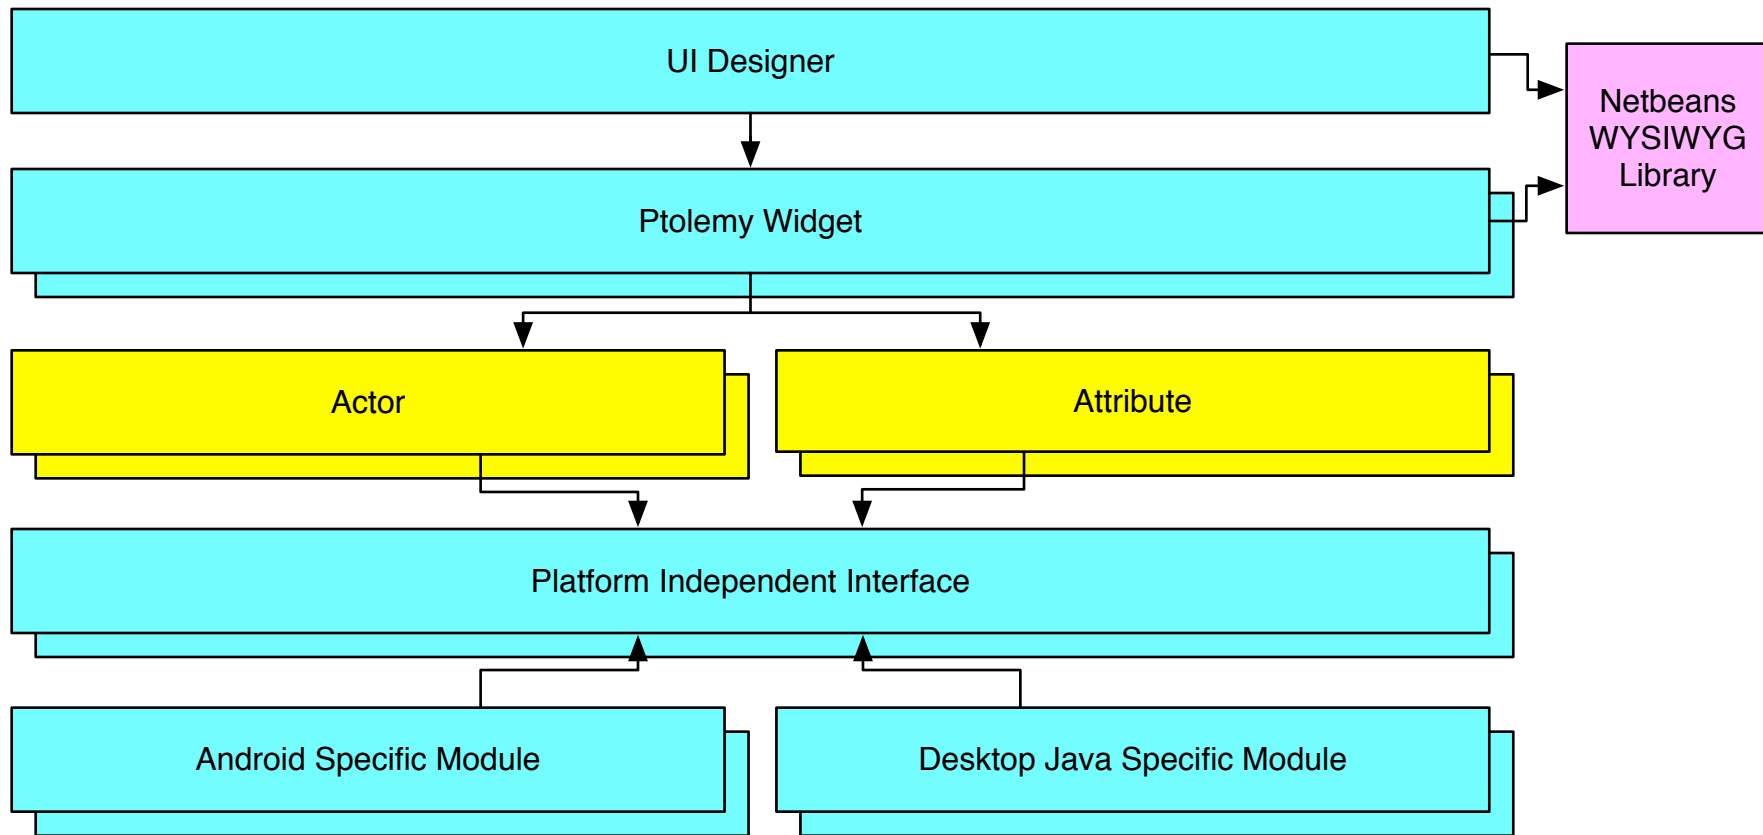 UI Designer
Netbeans
WYSIWYG
Library
Ptolemy Widget
Actor
Attribute
Platform Independent Interface
Android Specific Module
Desktop Java Specific Module